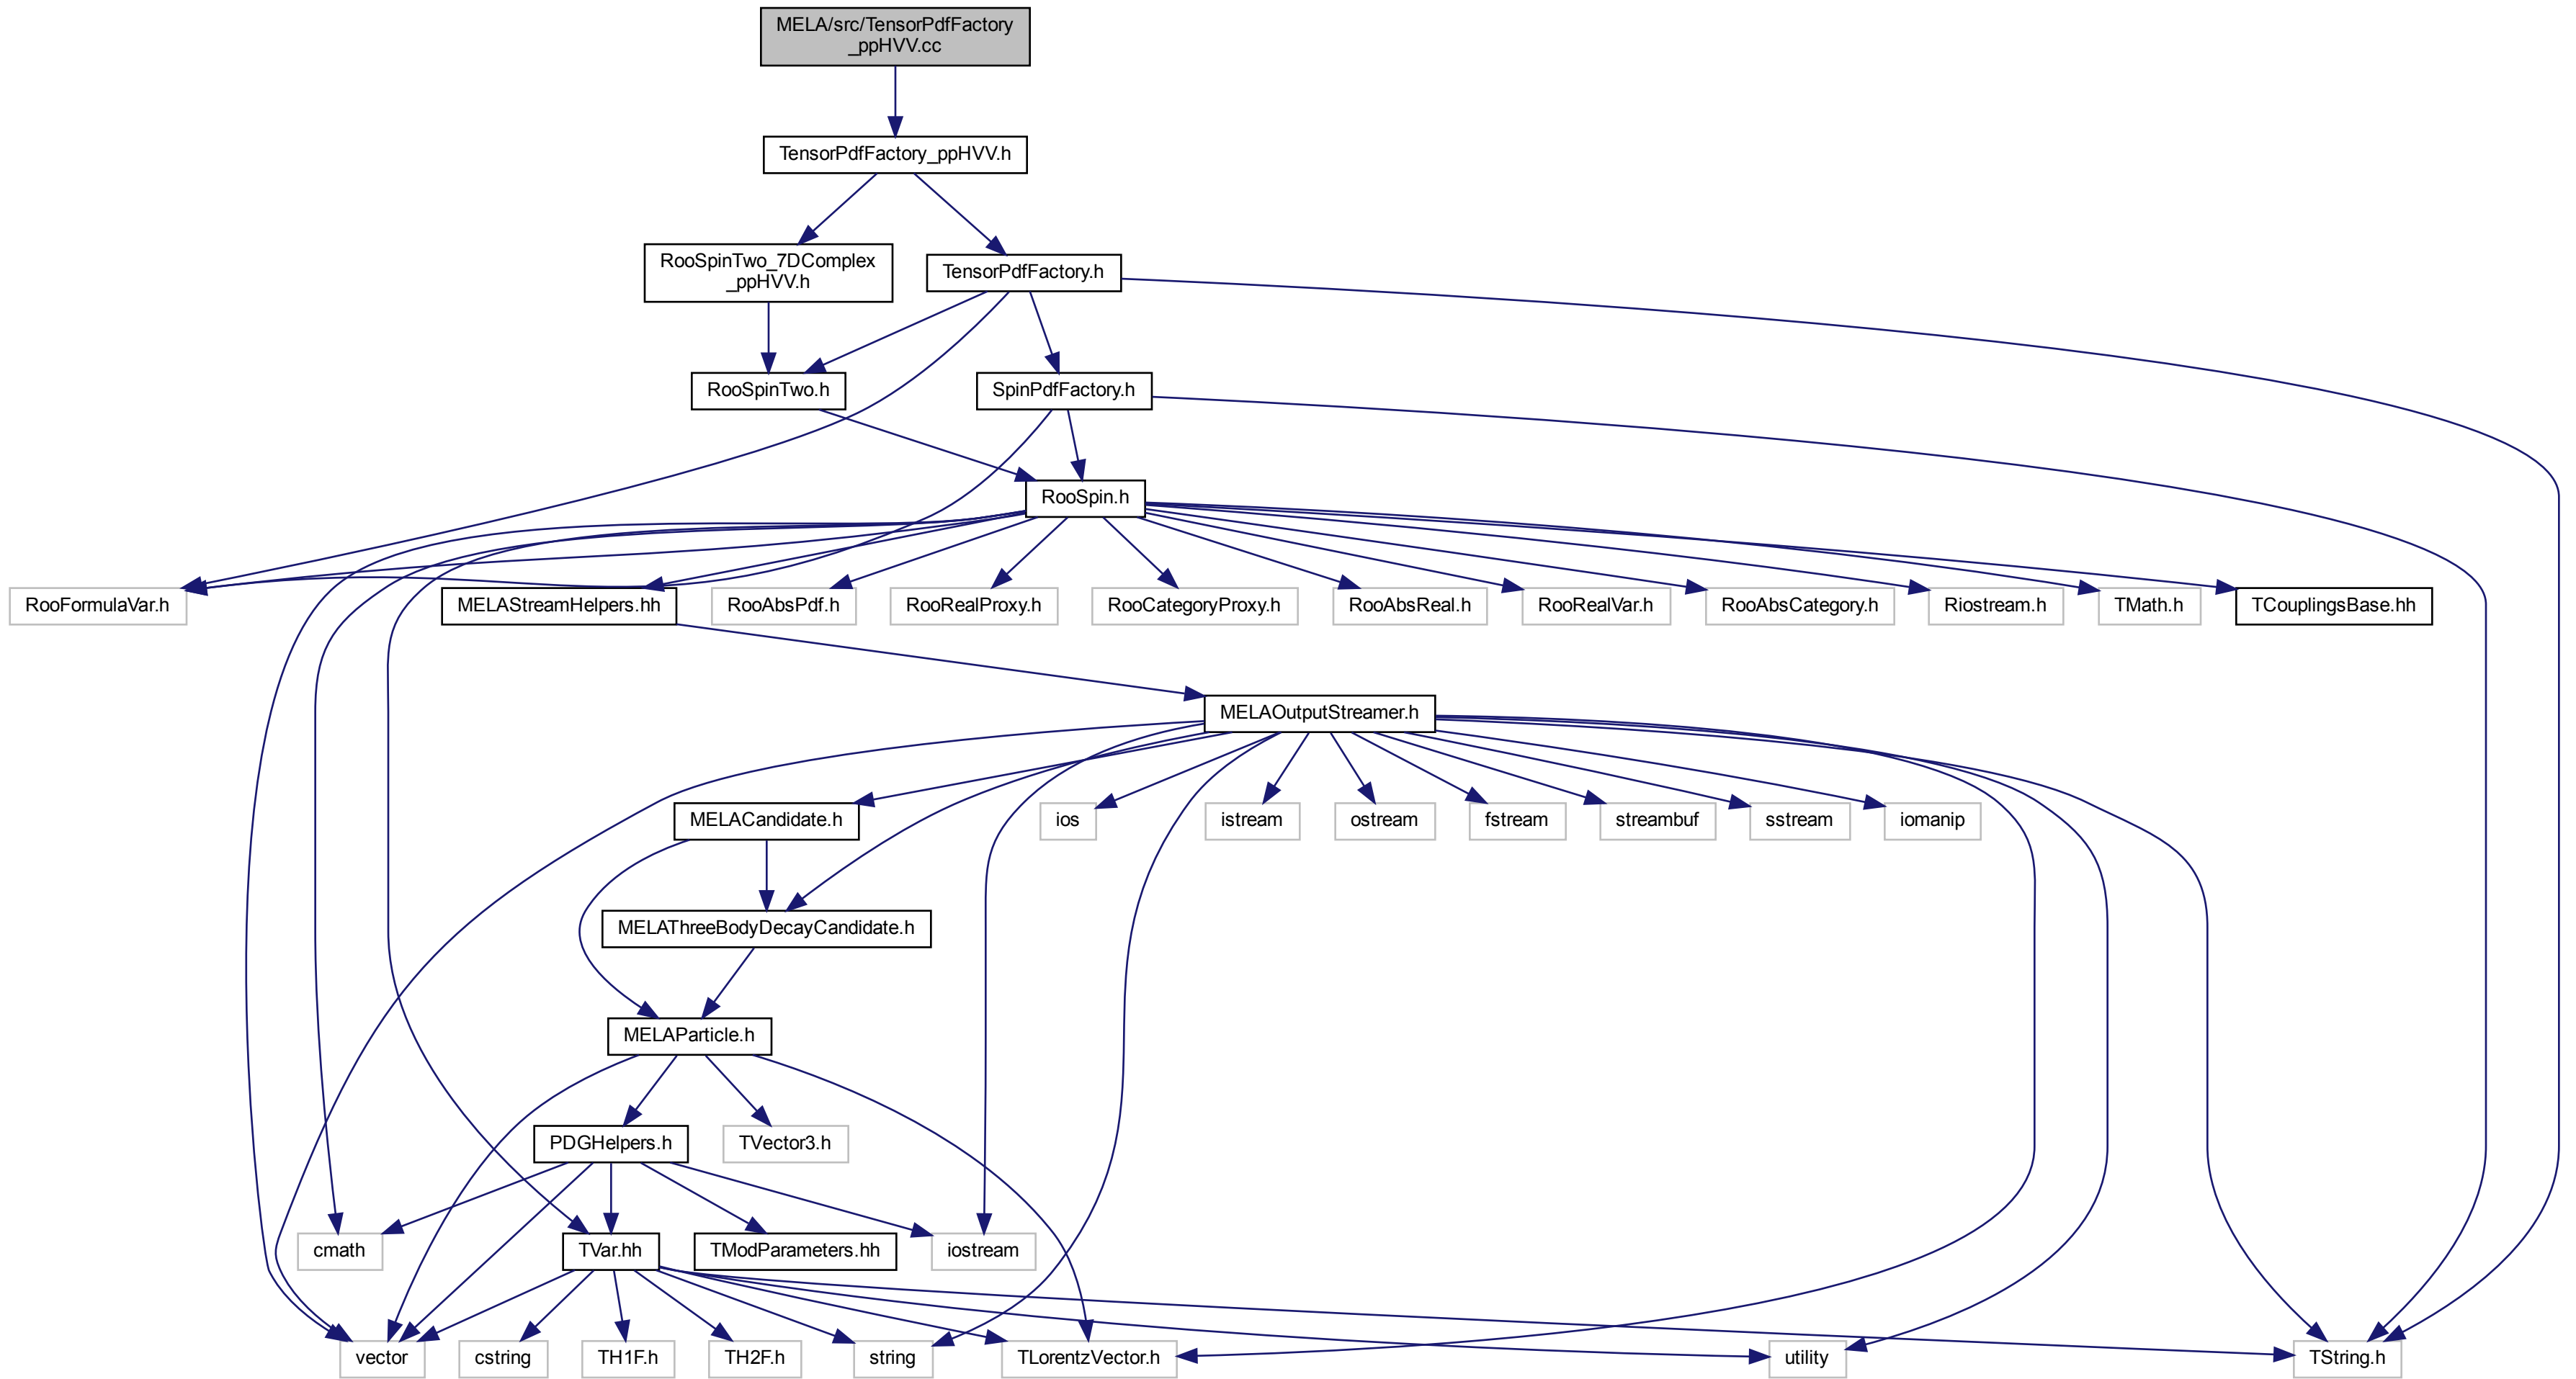 MELA/src/TensorPdfFactory
_ppHVV.cc
TensorPdfFactory_ppHVV.h
RooSpinTwo_7DComplex
_ppHVV.h
TensorPdfFactory.h
RooSpinTwo.h
SpinPdfFactory.h
RooSpin.h
RooFormulaVar.h
MELAStreamHelpers.hh
RooAbsPdf.h
RooRealProxy.h
RooCategoryProxy.h
RooAbsReal.h
RooRealVar.h
RooAbsCategory.h
Riostream.h
TMath.h
TCouplingsBase.hh
MELAOutputStreamer.h
MELACandidate.h
ios
istream
ostream
fstream
streambuf
sstream
iomanip
MELAThreeBodyDecayCandidate.h
MELAParticle.h
PDGHelpers.h
TVector3.h
cmath
TVar.hh
TModParameters.hh
iostream
vector
cstring
TH1F.h
TH2F.h
string
TLorentzVector.h
utility
TString.h